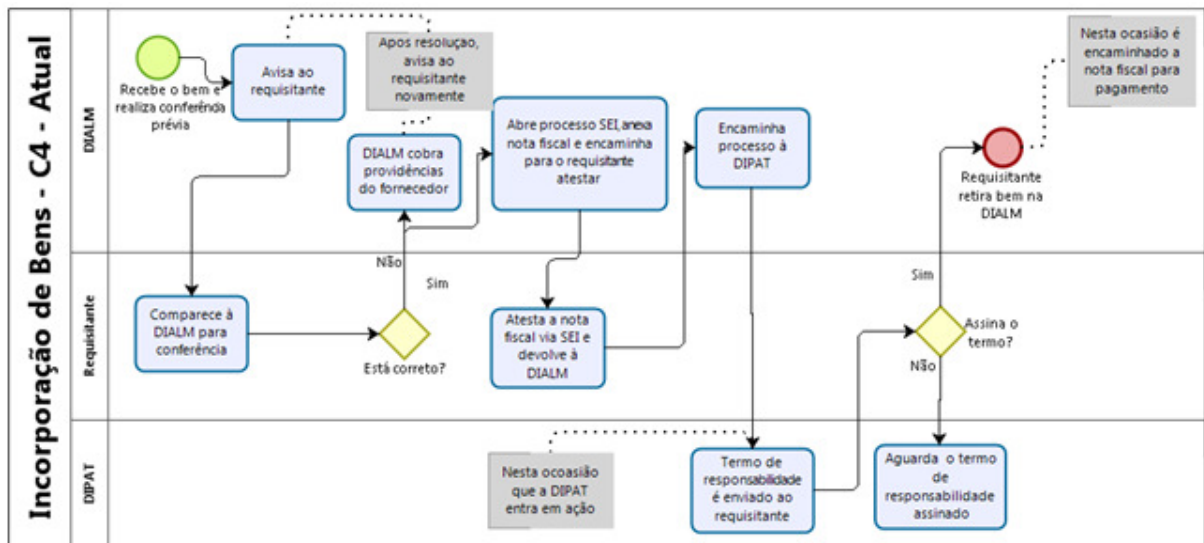 Incorporação de Bens - C4 - Atual
DIALM
Recebe o bem e
realiza conferência
prévia
Avisa ao
requisitante
Apos resoluçao,
avisa ao
requisitante
novamente
DIALM cobra
providências
do fornecedor
Abre processo SEI, anexa
nota fiscal e encaminha
para o requisitante
atestar
Encaminha
processo à
DIPAT
Requisitante
retira bem na
DIALM
Nesta ocasião é
encaminhado a
nota fiscal para
pagamento
Requisitante
Comparece à
DIALM para
conferência
Não
Sim
Está correto?
Atesta a nota
fiscal via SEI e
devolve à
DIALM
Sim
Assina o
termo?
Não
DIPAT
Nesta ocoasião
que a DIPAT
entra em ação
Termo de
responsabilidade
é enviado ao
requisitante
Aguarda o termo
de
responsabilidade
assinado